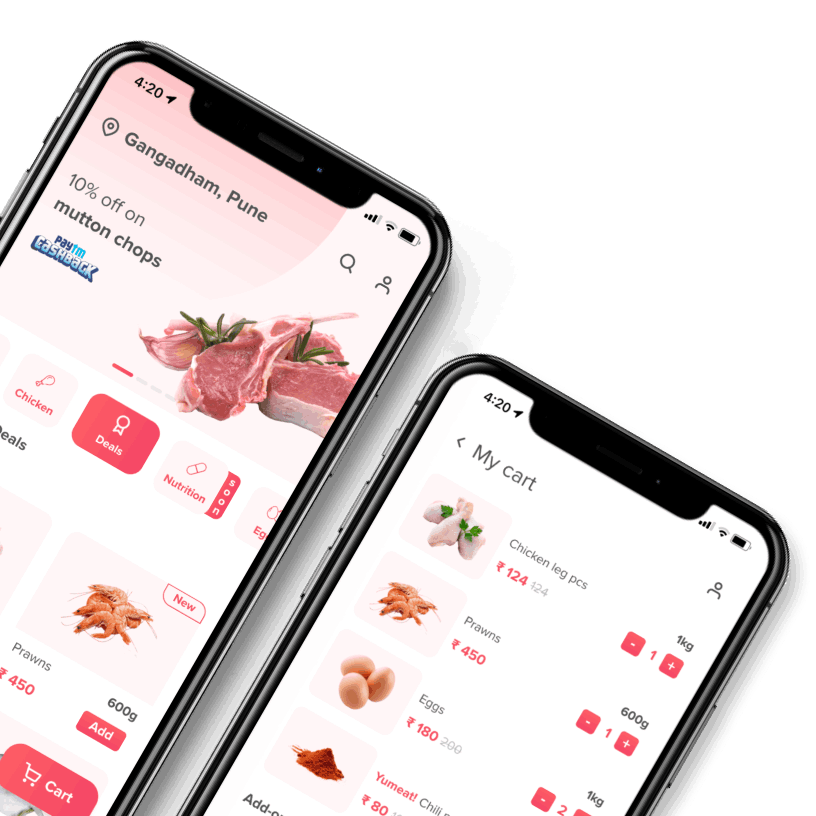 4:20
Gangadham, Pune
10% off on
mutton chops
Paytm
CASHBACK
Chicken
Deals
Nutrition
soon
Deals
New
Prawns
₹ 450
600g
Add
Cart
4:20
My cart
Chicken leg pcs
₹ 124 124
1kg
- 1 +
Prawns
₹ 450
600g
- 1 +
Eggs
₹ 180 200
1kg
- 2
Yumeat! Chili
₹ 80